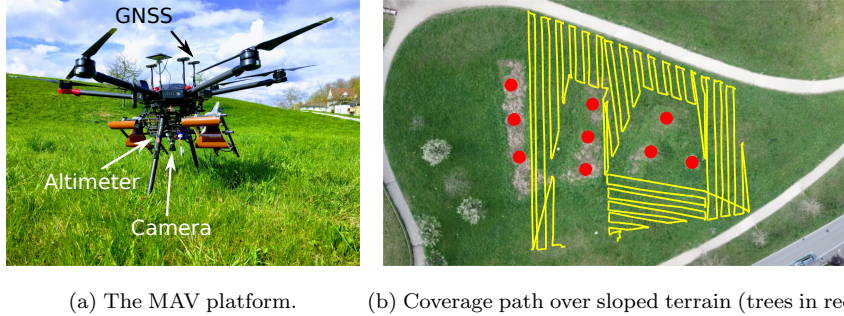 GNSS
Altimeter
Camera
(a) The MAV platform.
(b) Coverage path over sloped terrain (trees in re